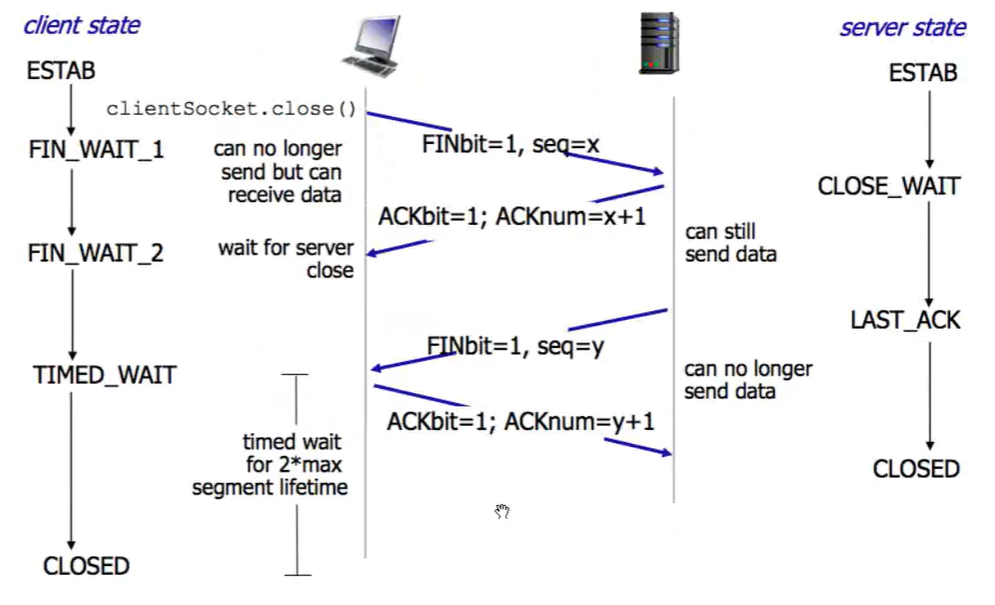 client state
server state
ESTAB
ESTAB
clientSocket.close()
FIN_WAIT_1
can no longer
send but can
receive data
FINbit=1, seq=x
CLOSE_WAIT
ACKbit=1; ACKnum=x+1
FIN_WAIT_2
wait for server
close
can still
send data
LAST_ACK
FINbit=1, seq=y
TIMED_WAIT
can no longer
send data
ACKbit=1; ACKnum=y+1
timed wait
for 2*max
segment lifetime
CLOSED
CLOSED